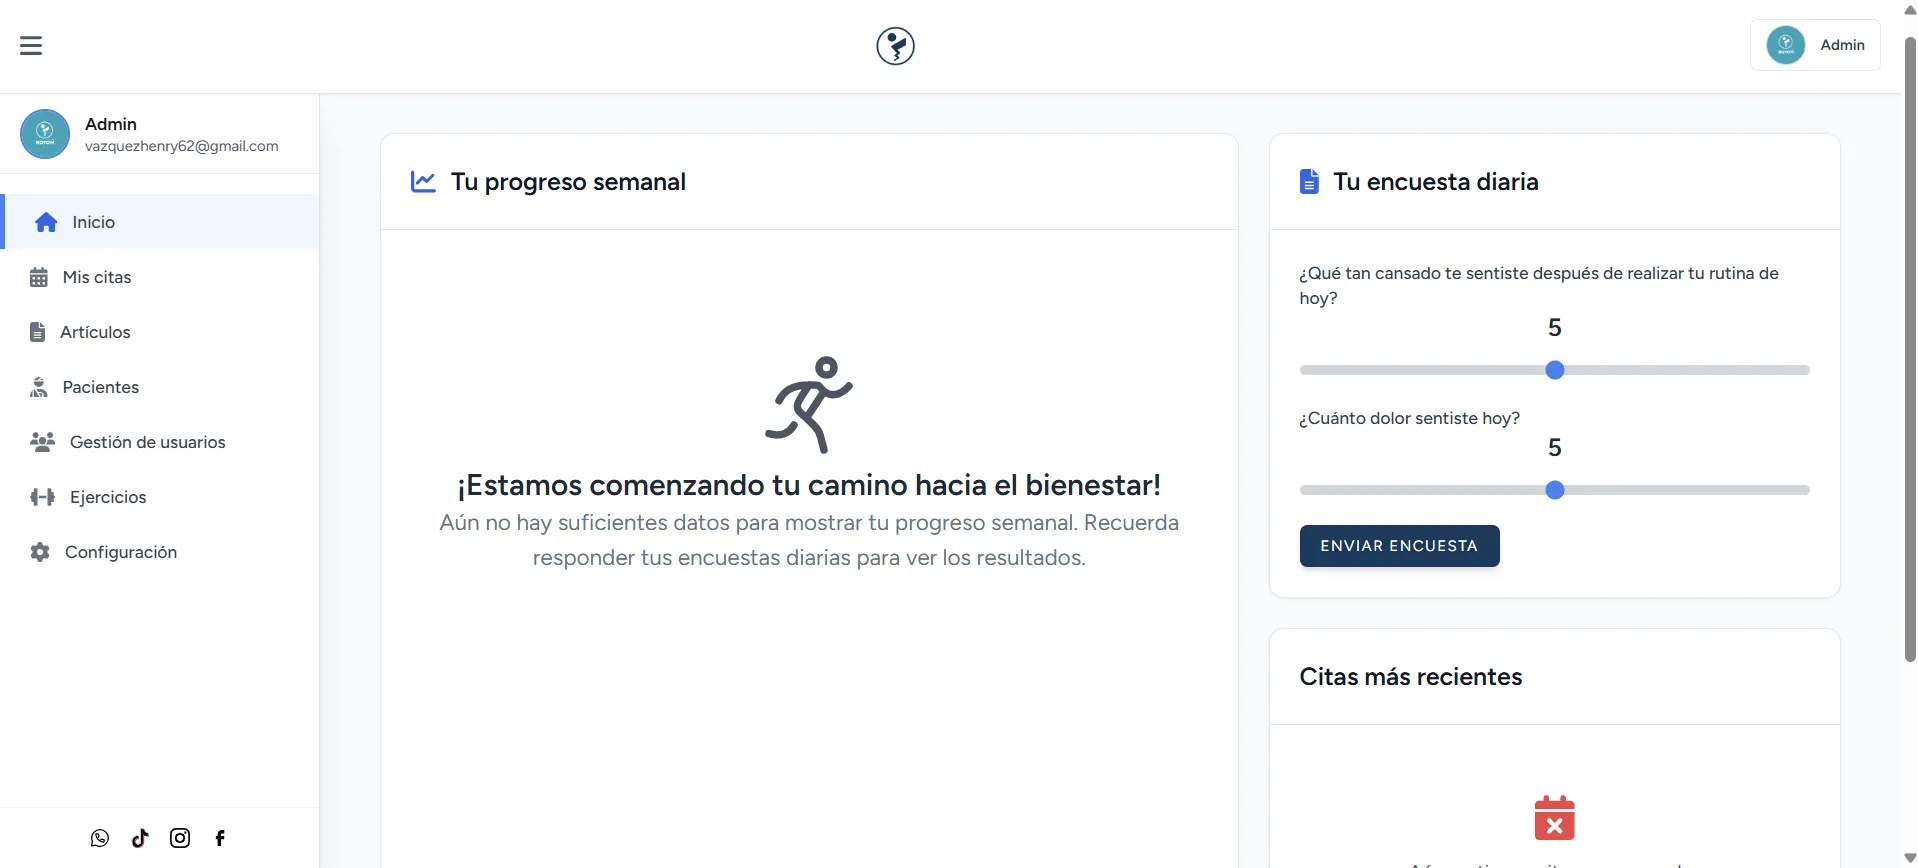 Admin
Admin
vazquezhenry62@gmail.com
Inicio
Mis citas
Artículos
Pacientes
Gestión de usuarios
Ejercicios
Configuración
Tu progreso semanal
¡Estamos comenzando tu camino hacia el bienestar!
Aún no hay suficientes datos para mostrar tu progreso semanal. Recuerda
responder tus encuestas diarias para ver los resultados.
Tu encuesta diaria
¿Qué tan cansado te sentiste después de realizar tu rutina de
hoy?
5
¿Cuánto dolor sentiste hoy?
5
ENVIAR ENCUESTA
Citas más recientes